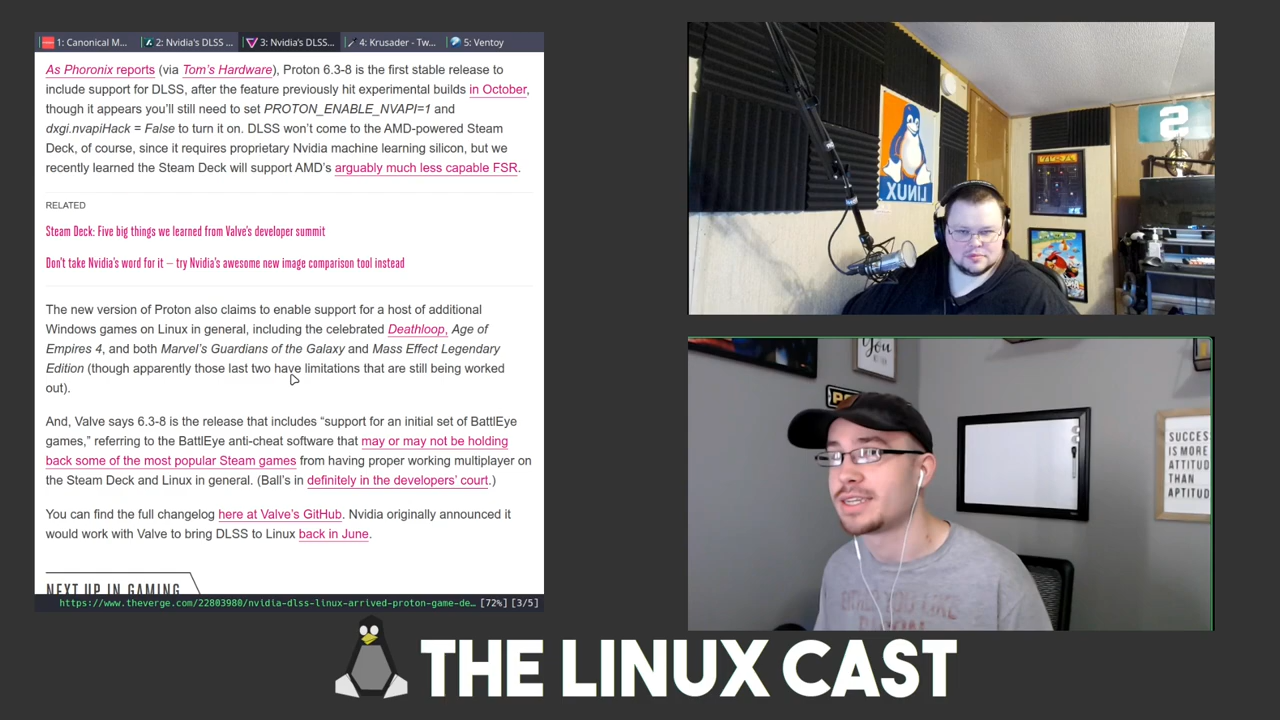 1: Canonical M...
2: Nvidia's DLSS ...
3: Nvidia's DLSS...
4: Krusader - Tw...
5: Ventoy
As Phoronix reports (via Tom's Hardware), Proton 6.3-8 is the first stable release to
include support for DLSS, after the feature previously hit experimental builds in October,
though it appears you'll still need to set PROTON_ENABLE_NVAPI=1 and
dxgi.nvapiHack = False to turn it on. DLSS won't come to the AMD-powered Steam
Deck, of course, since it requires proprietary Nvidia machine learning silicon, but we
recently learned the Steam Deck will support AMD's arguably much less capable FSR.
RELATED
Steam Deck: Five big things we learned from Valve's developer summit
Don't take Nvidia's word for it – try Nvidia's awesome new image comparison tool instead
The new version of Proton also claims to enable support for a host of additional
Windows games on Linux in general, including the celebrated Deathloop, Age of
Empires 4, and both Marvel's Guardians of the Galaxy and Mass Effect Legendary
Edition (though apparently those last two have limitations that are still being worked
out).
And, Valve says 6.3-8 is the release that includes “support for an initial set of BattlEye
games,” referring to the BattlEye anti-cheat software that may or may not be holding
back some of the most popular Steam games from having proper working multiplayer on
the Steam Deck and Linux in general. (Ball's in definitely in the developers' court.)
You can find the full changelog here at Valve's GitHub. Nvidia originally announced it
would work with Valve to bring DLSS to Linux back in June.
NEXT UP IN GAMING
https://www.theverge.com/22803980/nvidia-dlss-linux-arrived-proton-game-de… [72%] [3/5]
LINUX
You
SUCCESS
IS MORE
ATTITUD
THAN
APTITUD
THE LINUX CAST